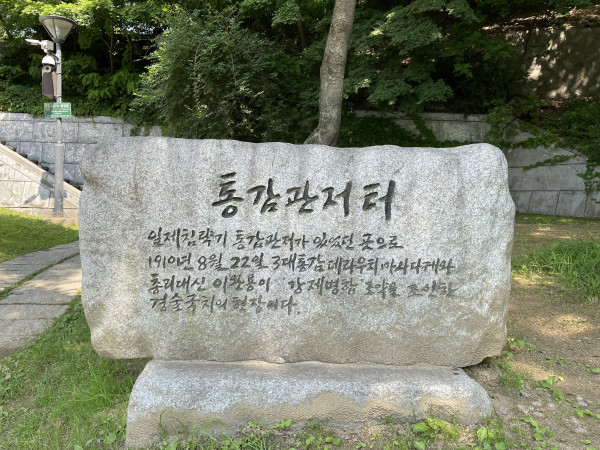 통감관저터
일제침략기 통감관저가 있었던 곳으로
1910년 8월 22일 3대통감 데라우치 마사다케와
총리대신 이완용이 강제병합 조약을 조인한
경술국치의 현장이다.